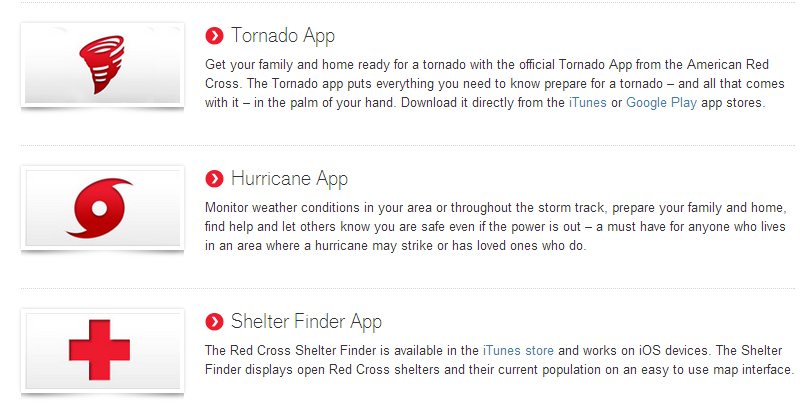 Tornado App
Get your family and home ready for a tornado with the official Tornado App from the American Red
Cross. The Tornado app puts everything you need to know prepare for a tornado – and all that comes
with it – in the palm of your hand. Download it directly from the iTunes or Google Play app stores.
Hurricane App
Monitor weather conditions in your area or throughout the storm track, prepare your family and home,
find help and let others know you are safe even if the power is out – a must have for anyone who lives
in an area where a hurricane may strike or has loved ones who do.
Shelter Finder App
The Red Cross Shelter Finder is available in the iTunes store and works on iOS devices. The Shelter
Finder displays open Red Cross shelters and their current population on an easy to use map interface.